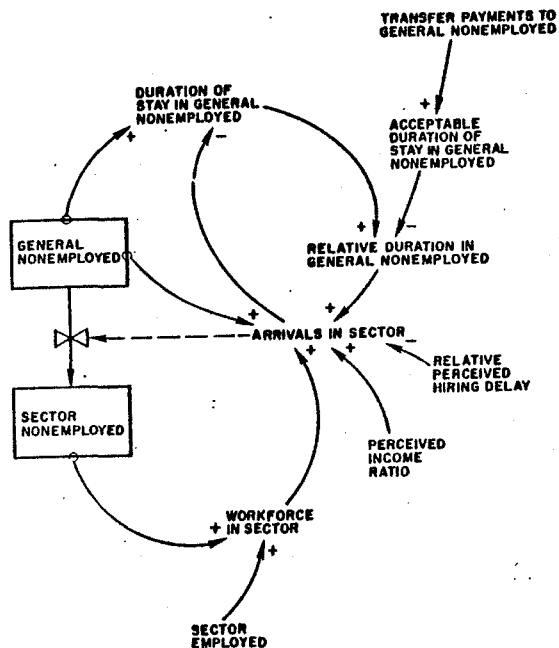 TRANSFER PAYMENTS TO
GENERAL NONEMPLOYED
DURATION OF
STAY IN GENERAL
NONEMPLOYED
+
−
+
ACCEPTABLE
DURATION OF
STAY IN GENERAL
NONEMPLOYED
GENERAL
NONEMPLOYED
+
−
RELATIVE DURATION IN
GENERAL NONEMPLOYED
+
+
ARRIVALS IN SECTOR
−
+
+
RELATIVE
PERCEIVED
HIRING DELAY
SECTOR
NONEMPLOYED
PERCEIVED
INCOME
RATIO
+
WORKFORCE
IN SECTOR
+
SECTOR
EMPLOYED